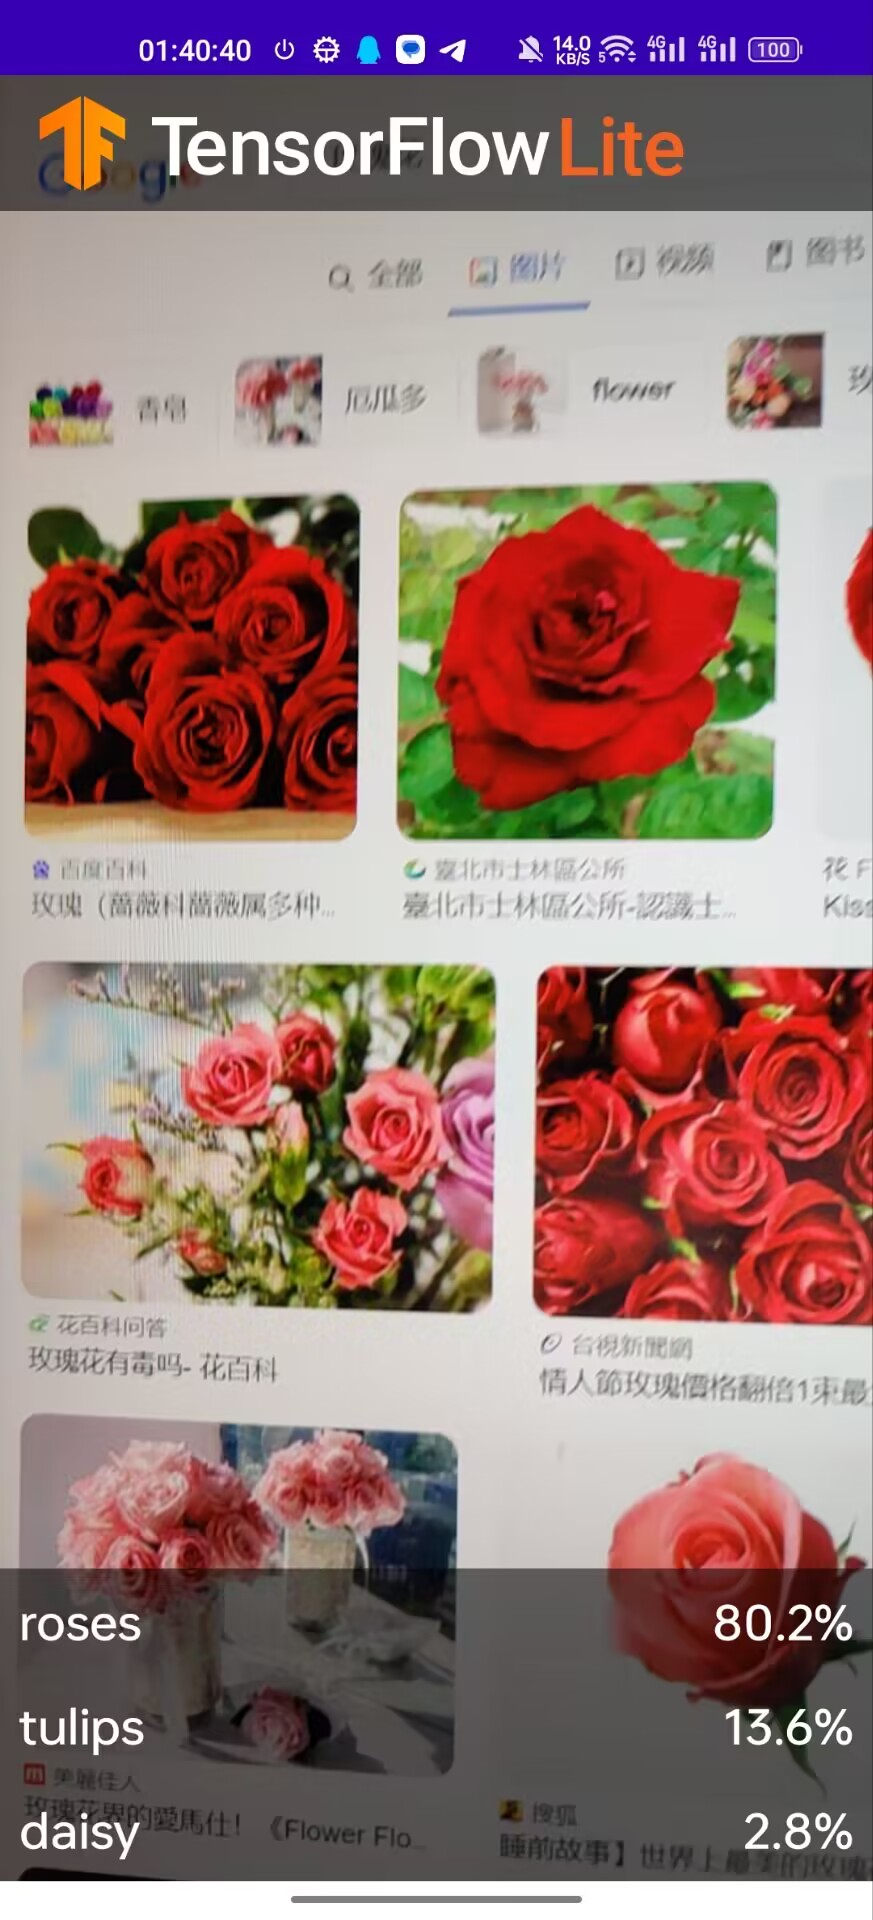 01:40:40 14.0 KB/S 5 4G 4G 100
TensorFlow Lite
Google
全部 图片 视频 图书
香皂 厄瓜多 flower 玫
百度百科
玫瑰（蔷薇科蔷薇属多种...
臺北市士林區公所
臺北市士林區公所-認識士...
花 F
Kiss
花百科问答
玫瑰花有毒吗- 花百科
台視新聞網
情人節玫瑰價格翻倍1束最
roses 80.2%
tulips 13.6%
美麗佳人
玫瑰花界的愛馬仕！《Flower Flo...
搜狐
睡前故事】世界上最美的玫瑰
daisy 2.8%